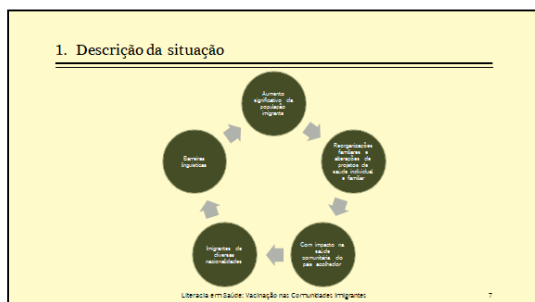 1. Descrição da situação
Aumento
significativo da
população
imigrante
Reorganizações
familiares e
alterações de
projetos de
saúde individual
e familiar
Com impacto na
saúde
comunitária do
país acolhedor
Imigrantes de
diversas
nacionalidades
Barreiras
linguísticas
Literacia em Saúde: Vacinação nas Comunidades Imigrantes
7